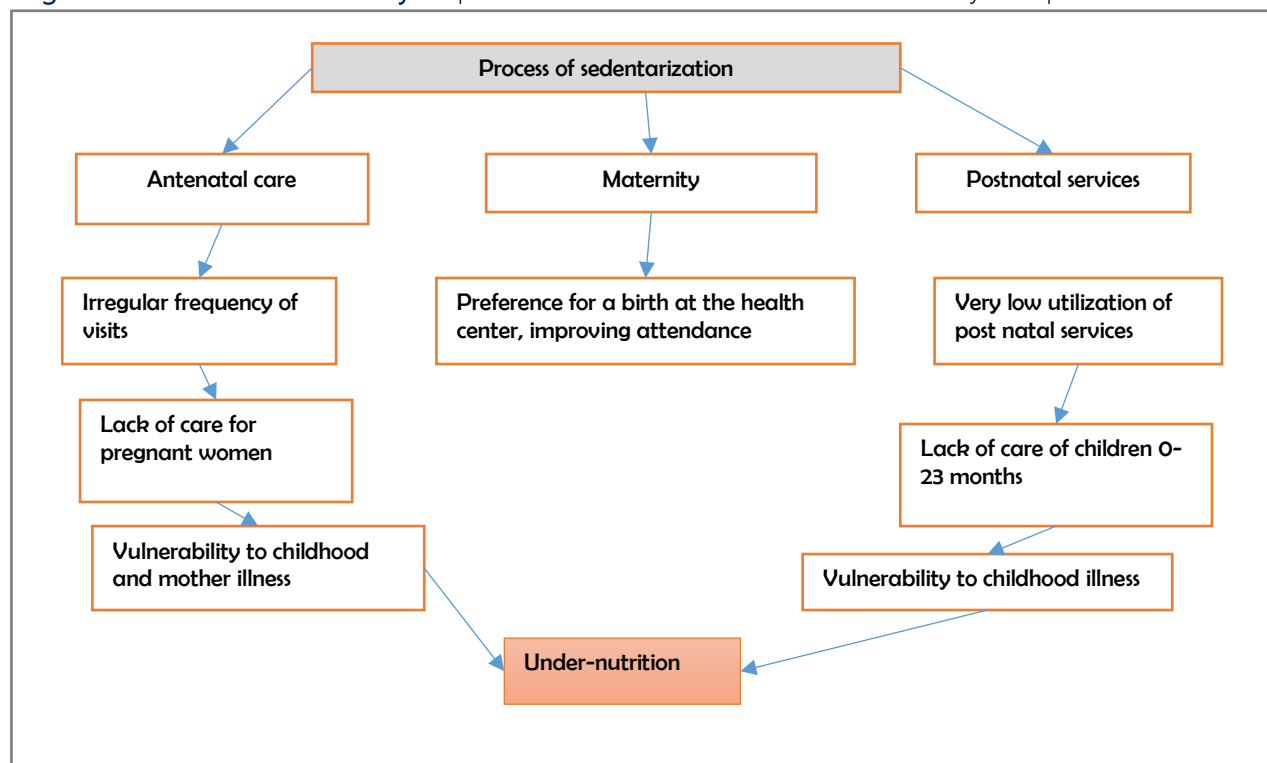 Process of sedentarization
Antenatal care
Maternity
Postnatal services
Irregular frequency of
visits
Preference for a birth at the health
center, improving attendance
Very low utilization of
post natal services
Lack of care for
pregnant women
Lack of care of children 0-
23 months
Vulnerability to childhood
and mother illness
Vulnerability to childhood illness
Under-nutrition